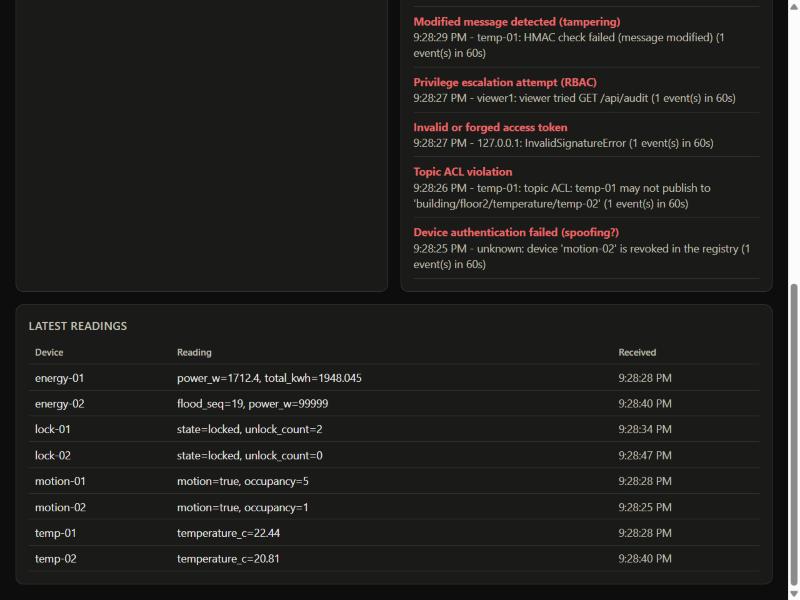 Modified message detected (tampering)
9:28:29 PM - temp-01: HMAC check failed (message modified) (1
event(s) in 60s)
Privilege escalation attempt (RBAC)
9:28:27 PM - viewer1: viewer tried GET /api/audit (1 event(s) in 60s)
Invalid or forged access token
9:28:27 PM - 127.0.0.1: InvalidSignatureError (1 event(s) in 60s)
Topic ACL violation
9:28:26 PM - temp-01: topic ACL: temp-01 may not publish to
'building/floor2/temperature/temp-02' (1 event(s) in 60s)
Device authentication failed (spoofing?)
9:28:25 PM - unknown: device 'motion-02' is revoked in the registry (1
event(s) in 60s)
LATEST READINGS
Device Reading Received
energy-01 power_w=1712.4, total_kwh=1948.045 9:28:28 PM
energy-02 flood_seq=19, power_w=99999 9:28:40 PM
lock-01 state=locked, unlock_count=2 9:28:34 PM
lock-02 state=locked, unlock_count=0 9:28:47 PM
motion-01 motion=true, occupancy=5 9:28:28 PM
motion-02 motion=true, occupancy=1 9:28:25 PM
temp-01 temperature_c=22.44 9:28:28 PM
temp-02 temperature_c=20.81 9:28:40 PM